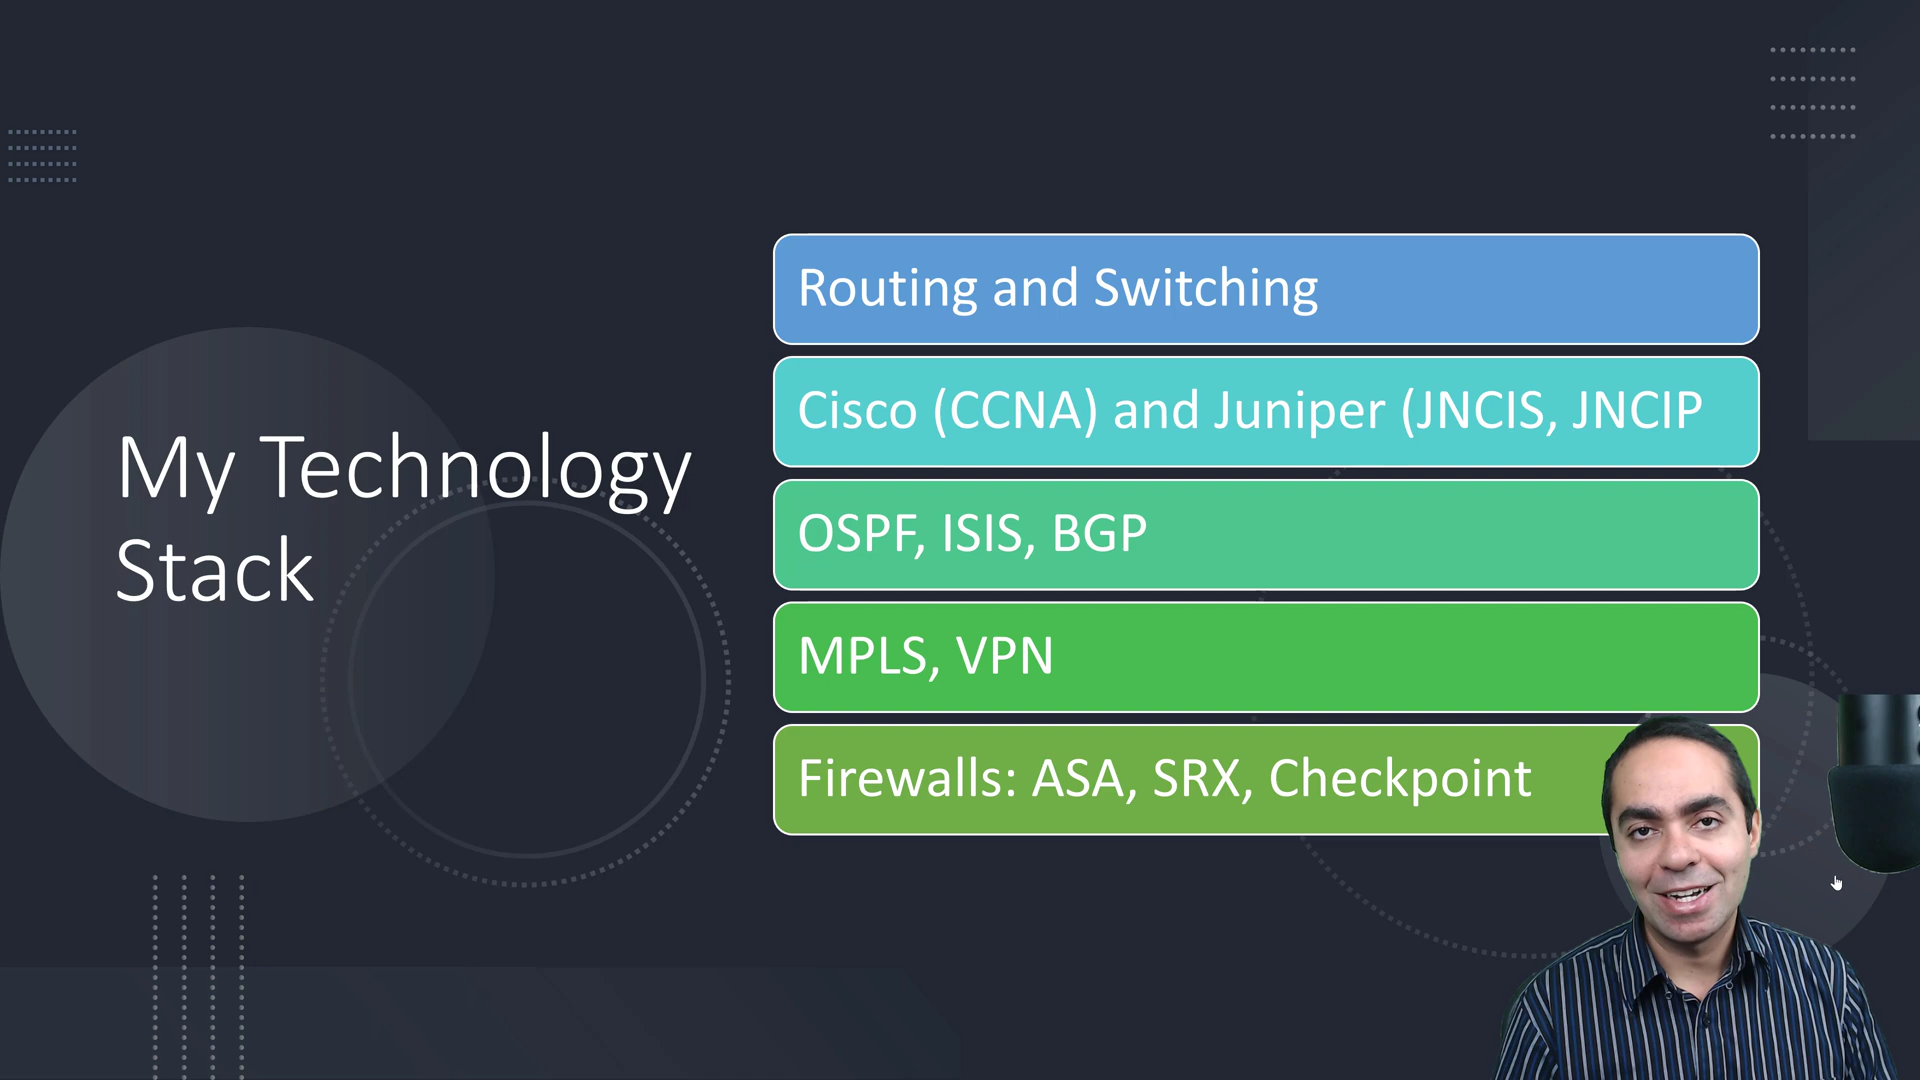 My Technology
Stack
Routing and Switching
Cisco (CCNA) and Juniper (JNCIS, JNCIP
OSPF, ISIS, BGP
MPLS, VPN
Firewalls: ASA, SRX, Checkpoint